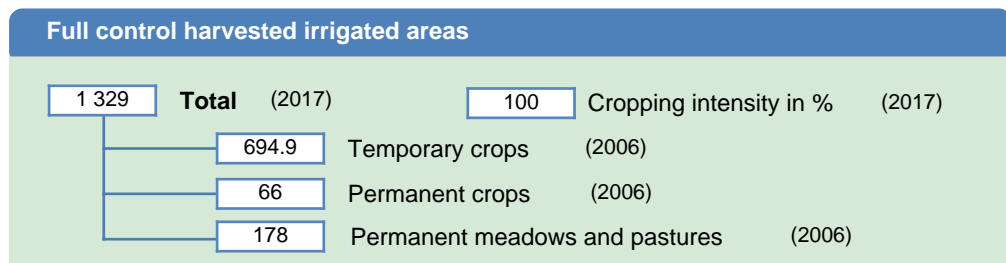 Full control harvested irrigated areas
1 329 Total (2017) 100 Cropping intensity in % (2017)
694.9 Temporary crops (2006)
66 Permanent crops (2006)
178 Permanent meadows and pastures (2006)